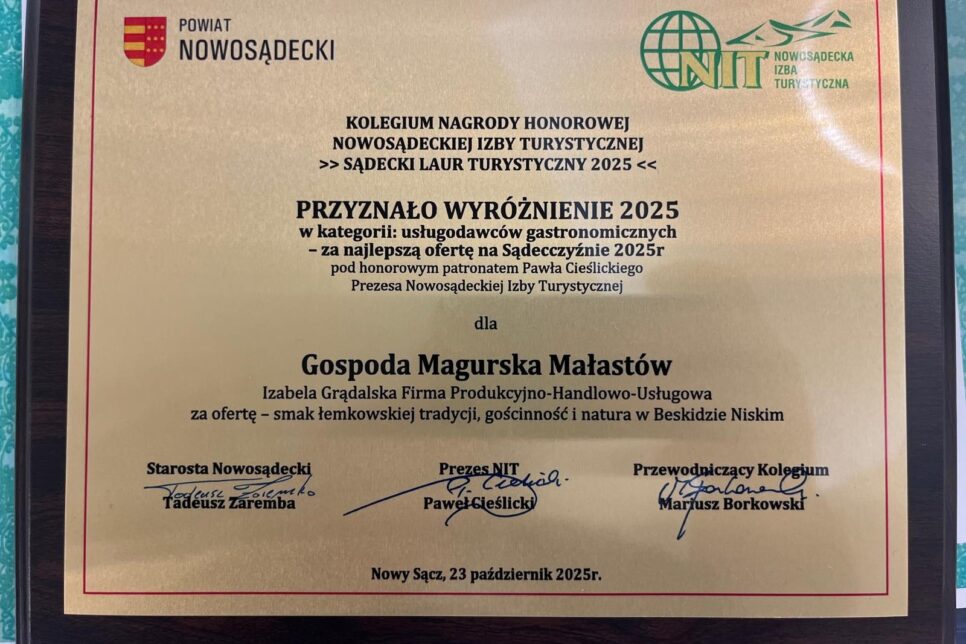 POWIAT
NOWOSĄDECKI
NIT
NOWOSĄDECKA
IZBA
TURYSTYCZNA
KOLEGIUM NAGRODY HONOROWEJ
NOWOSĄDECKIEJ IZBY TURYSTYCZNEJ
>> SĄDECKI LAUR TURYSTYCZNY 2025 <<
PRZYZNAŁO WYRÓŻNIENIE 2025
w kategorii: usługodawców gastronomicznych
– za najlepszą ofertę na Sądecczyźnie 2025r
pod honorowym patronatem Pawła Cieślickiego
Prezesa Nowosądeckiej Izby Turystycznej
dla
Gospoda Magurska Małastów
Izabela Grądalska Firma Produkcyjno-Handlowo-Usługowa
za ofertę – smak łemkowskiej tradycji, gościnność i natura w Beskidzie Niskim
Starosta Nowosądecki
Tadeusz Zaremba
Prezes NIT
Paweł Cieślicki
Przewodniczący Kolegium
Mariusz Borkowski
Nowy Sącz, 23 październik 2025r.